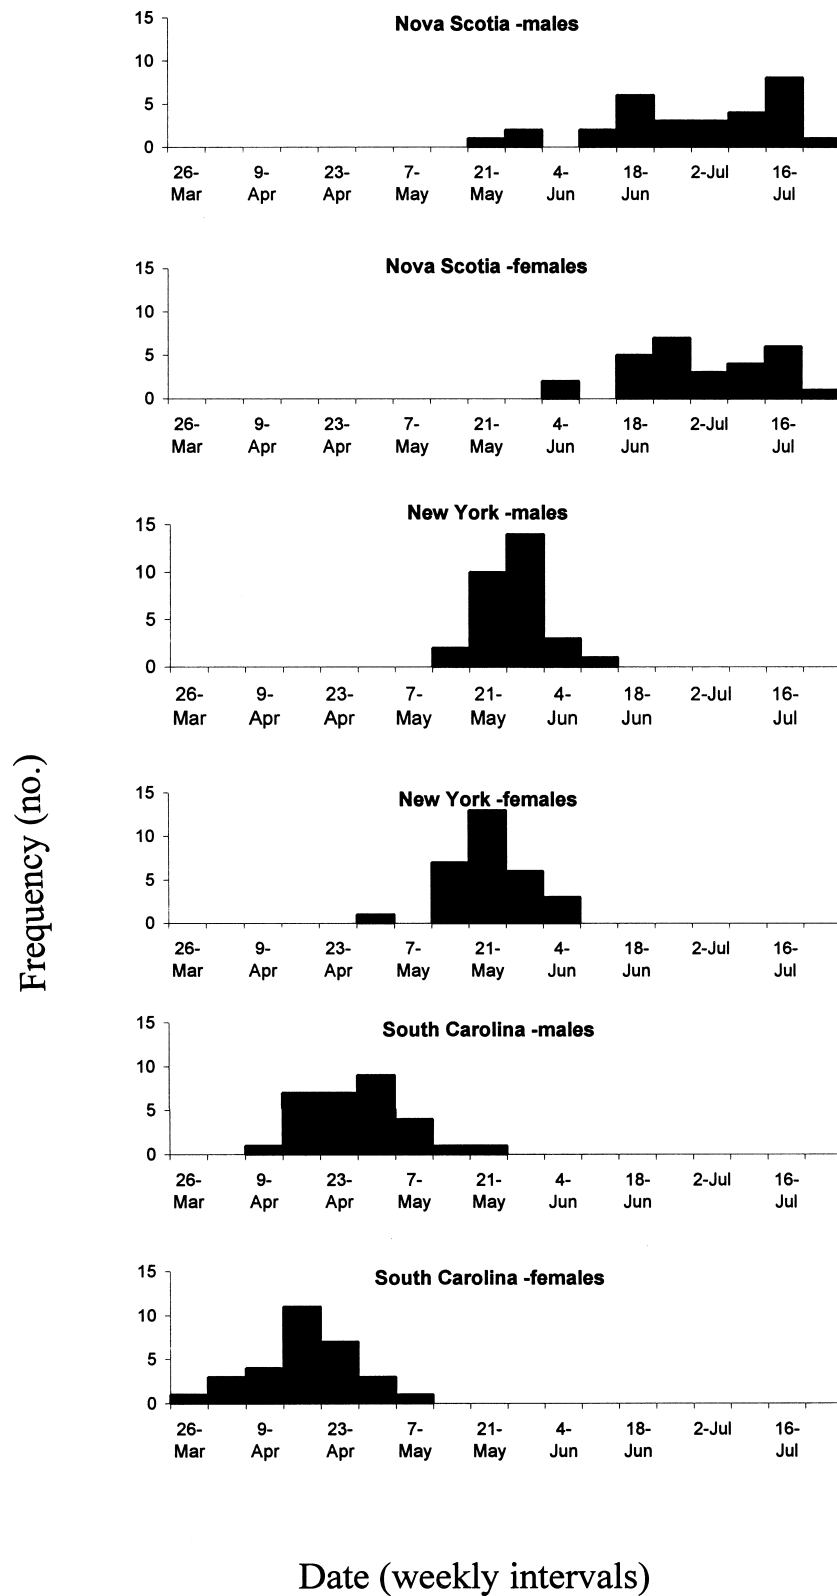 Nova Scotia -males
15
10
5
0
26- 9- 23- 7- 21- 4- 18- 2-Jul 16-
Mar Apr Apr May May Jun Jun Jul
Nova Scotia -females
15
10
5
0
26- 9- 23- 7- 21- 4- 18- 2-Jul 16-
Mar Apr Apr May May Jun Jun Jul
New York -males
15
10
5
0
26- 9- 23- 7- 21- 4- 18- 2-Jul 16-
Mar Apr Apr May May Jun Jun Jul
Frequency (no.)
New York -females
15
10
5
0
26- 9- 23- 7- 21- 4- 18- 2-Jul 16-
Mar Apr Apr May May Jun Jun Jul
South Carolina -males
15
10
5
0
26- 9- 23- 7- 21- 4- 18- 2-Jul 16-
Mar Apr Apr May May Jun Jun Jul
South Carolina -females
15
10
5
0
26- 9- 23- 7- 21- 4- 18- 2-Jul 16-
Mar Apr Apr May May Jun Jun Jul
Date (weekly intervals)